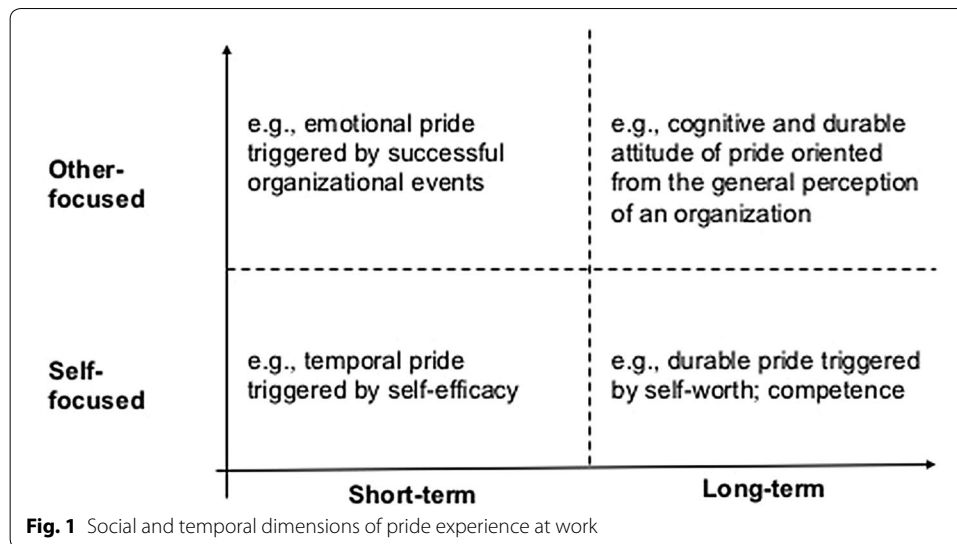 Other-
focused
e.g., emotional pride
triggered by successful
organizational events
e.g., cognitive and durable
attitude of pride oriented
from the general perception
of an organization
Self-
focused
e.g., temporal pride
triggered by self-efficacy
e.g., durable pride triggered
by self-worth; competence
Short-term
Long-term
Fig. 1 Social and temporal dimensions of pride experience at work